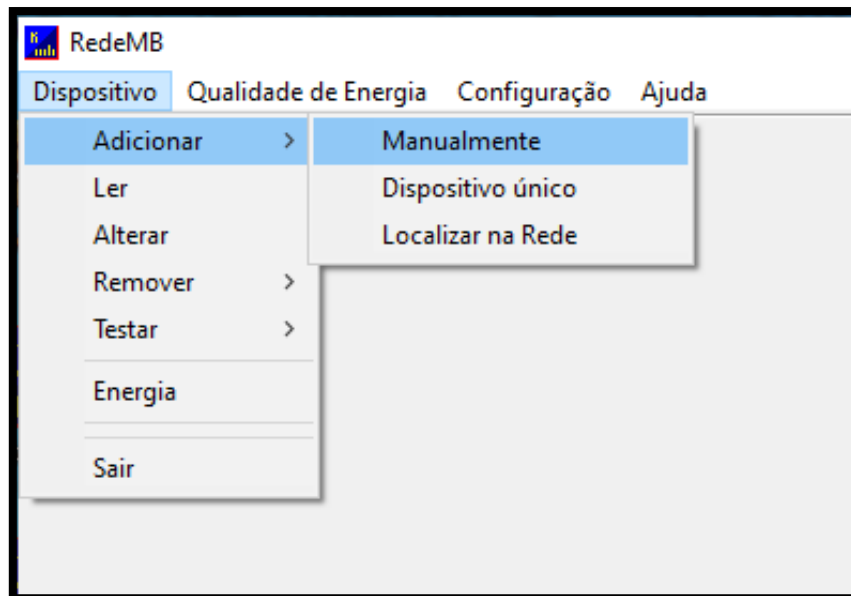 RedeMB
Dispositivo Qualidade de Energia Configuração Ajuda
Adicionar > Manualmente
Ler Dispositivo único
Alterar Localizar na Rede
Remover >
Testar >
Energia
Sair